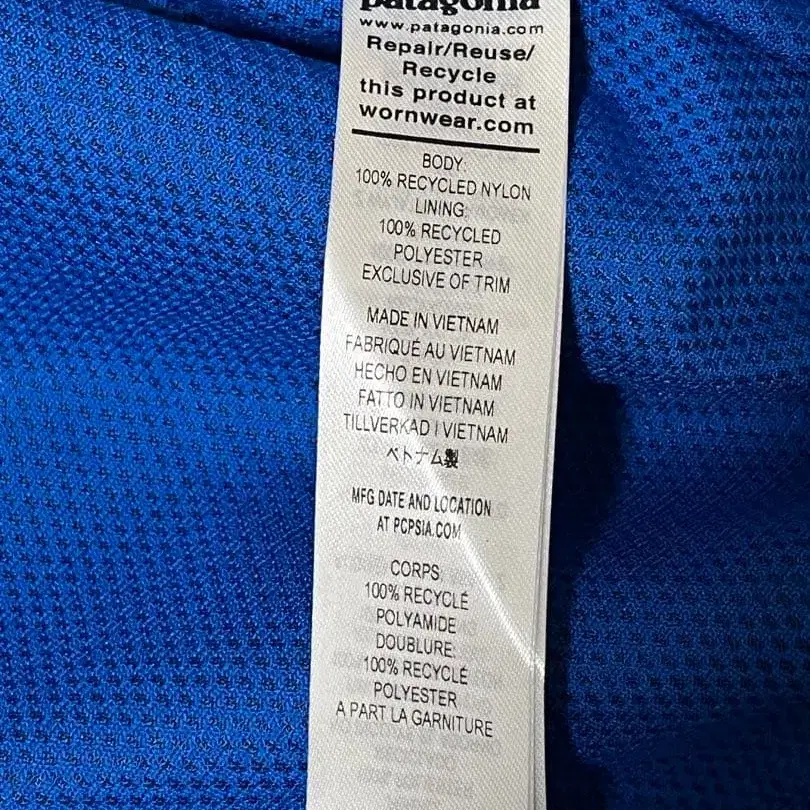 patagonia
www.patagonia.com
Repair/Reuse/
Recycle
this product at
wornwear.com
BODY:
100% RECYCLED NYLON
LINING:
100% RECYCLED
POLYESTER
EXCLUSIVE OF TRIM
MADE IN VIETNAM
FABRIQUÉ AU VIETNAM
HECHO EN VIETNAM
FATTO IN VIETNAM
TILLVERKAD I VIETNAM
ベトナム製
MFG DATE AND LOCATION
AT PCPSIA.COM
CORPS:
100% RECYCLÉ
POLYAMIDE
DOUBLURE:
100% RECYCLÉ
POLYESTER
A PART LA GARNITURE